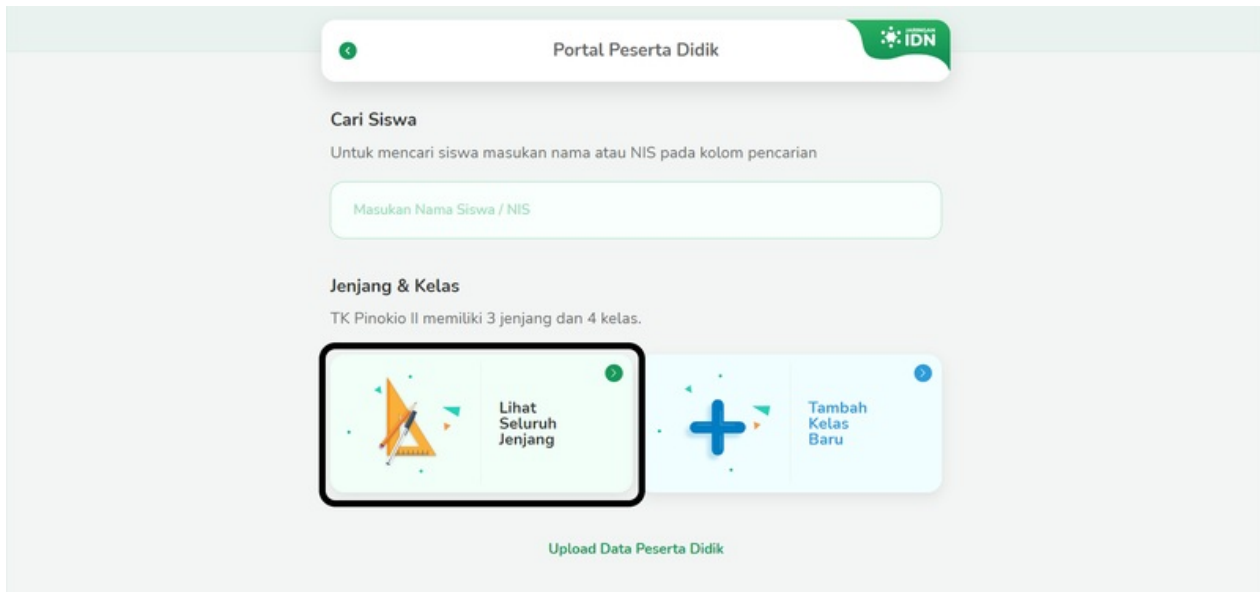 Portal Peserta Didik
JARINGAN
IDN
Cari Siswa
Untuk mencari siswa masukan nama atau NIS pada kolom pencarian
Masukan Nama Siswa / NIS
Jenjang & Kelas
TK Pinokio II memiliki 3 jenjang dan 4 kelas.
Lihat
Seluruh
Jenjang
Tambah
Kelas
Baru
Upload Data Peserta Didik